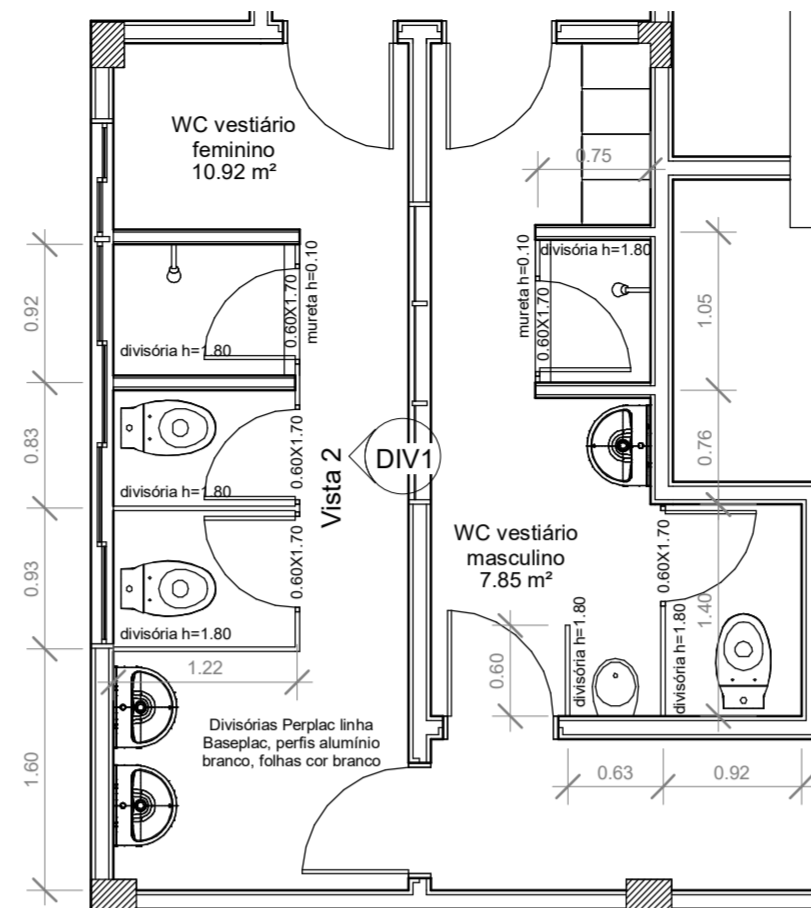 WC vestiário
feminino
10.92 m²
0.75
divisória h=1.80
mureta h=0.10
0.60X1.70
mureta h=0.10
0.60X1.70
0.92
1.05
divisória h=1.80
0.83
0.60X1.70
Vista 2
DIV1
0.76
divisória h=1.80
WC vestiário
masculino
7.85 m²
0.60X1.70
0.93
0.60X1.70
1.40
divisória h=1.80
1.22
0.60
divisória h=1.80
divisória h=1.80
Divisórias Perplac linha
Baseplac, perfis alumínio
branco, folhas cor branco
1.60
0.63
0.92